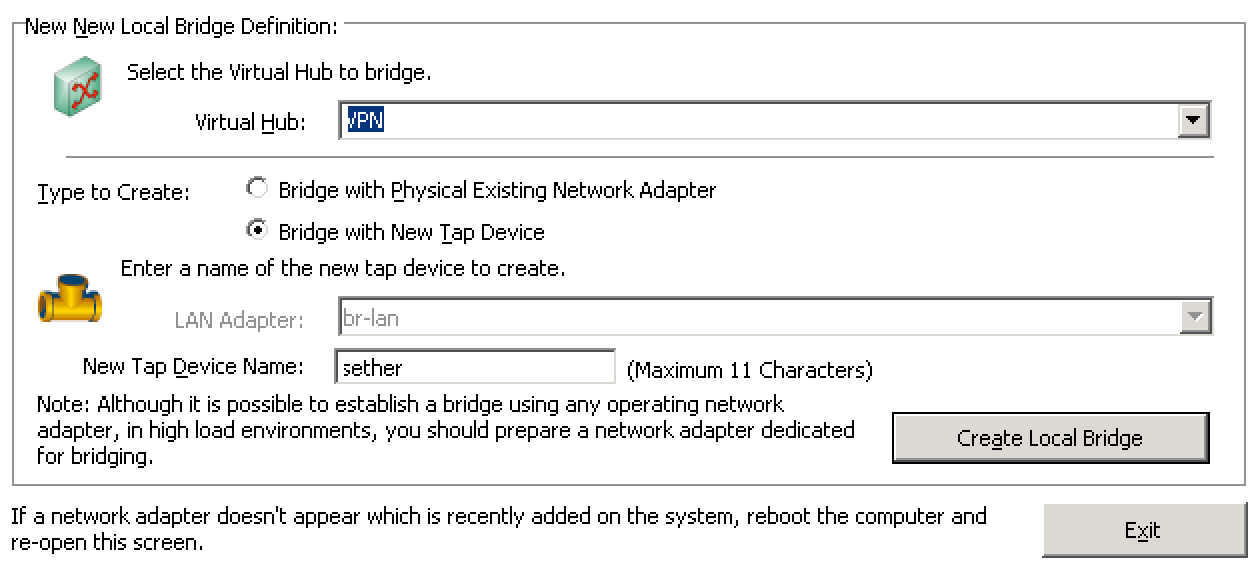 New New Local Bridge Definition:
Select the Virtual Hub to bridge.
Virtual Hub: VPN
Type to Create:
Bridge with Physical Existing Network Adapter
Bridge with New Tap Device
Enter a name of the new tap device to create.
LAN Adapter: br-lan
New Tap Device Name: sether (Maximum 11 Characters)
Note: Although it is possible to establish a bridge using any operating network
adapter, in high load environments, you should prepare a network adapter dedicated
for bridging.
Create Local Bridge
If a network adapter doesn't appear which is recently added on the system, reboot the computer and
re-open this screen.
Exit